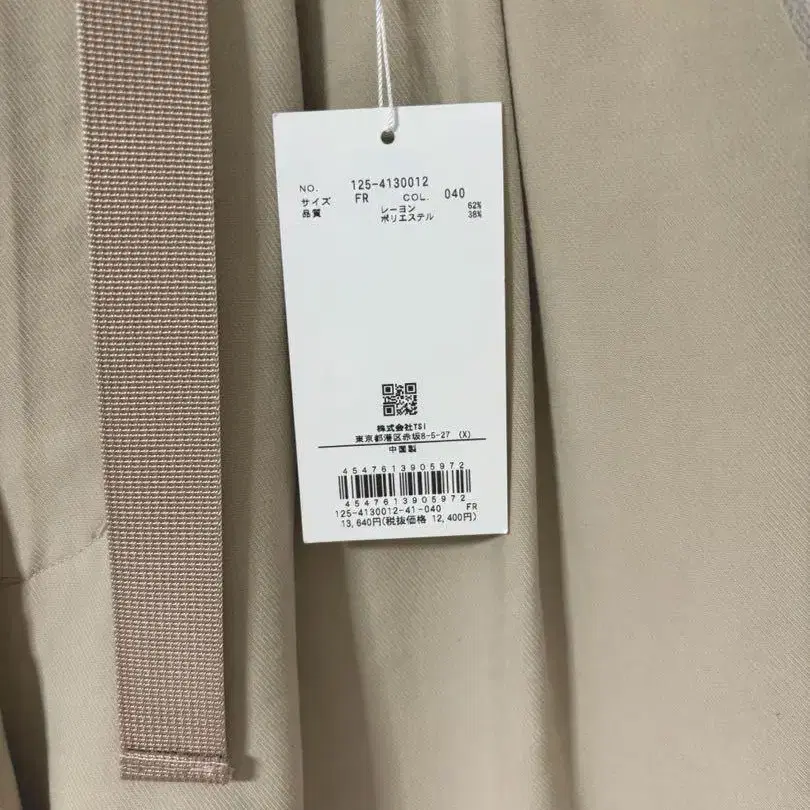 NO. 125-4130012
サイズ FR COL. 040
品質 レーヨン 62%
ポリエステル 38%
株式会社TSI
東京都港区赤坂8-5-27 (X)
中国製
4547613905972
4547613905972
125-4130012-41-040 FR
13,640円(税抜価格 12,400円)